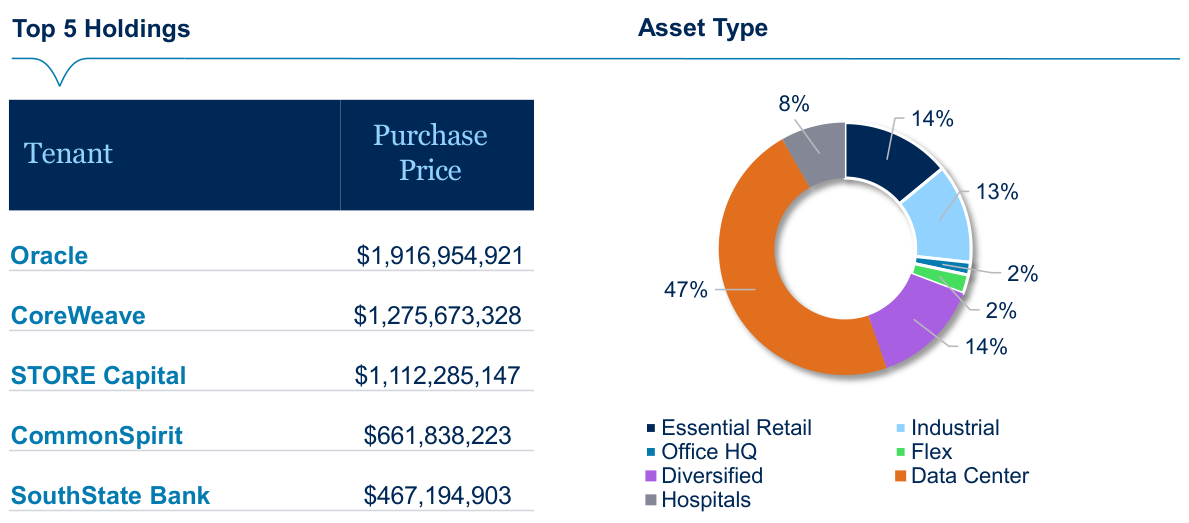 Top 5 Holdings
Tenant
Purchase
Price
Oracle $1,916,954,921
CoreWeave $1,275,673,328
STORE Capital $1,112,285,147
CommonSpirit $661,838,223
SouthState Bank $467,194,903
Asset Type
8%
14%
13%
2%
2%
14%
47%
Essential Retail Industrial
Office HQ Flex
Diversified Data Center
Hospitals